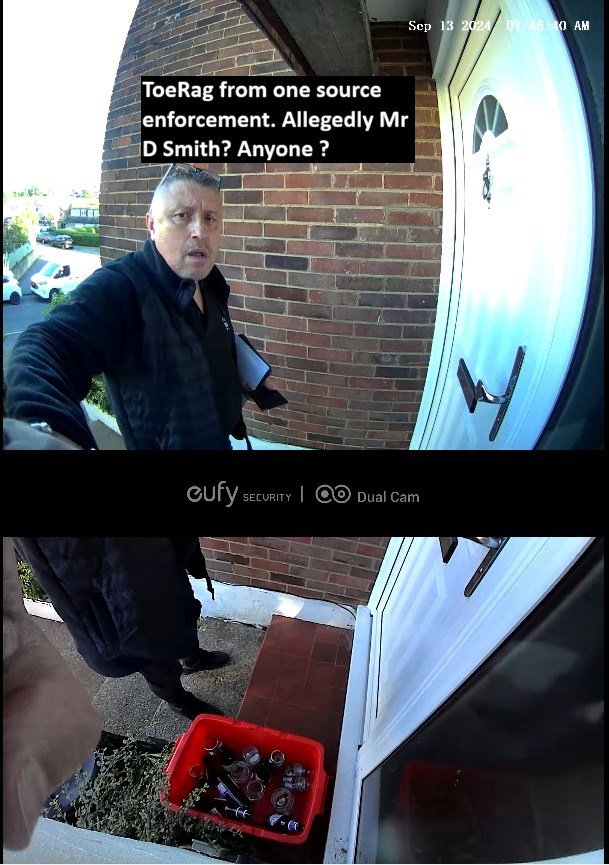 Sep 13 2024 07:46:40 AM
ToeRag from one source
enforcement. Allegedly Mr
D Smith? Anyone ?
eufy SECURITY | Dual Cam